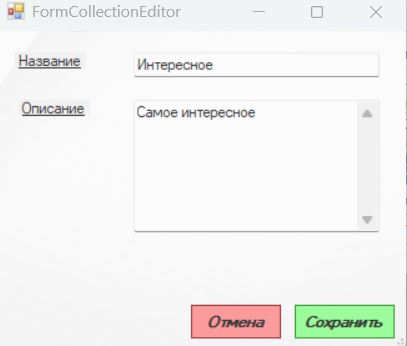 FormCollectionEditor
Название
Интересное
Описание
Самое интересное
Отмена
Сохранить